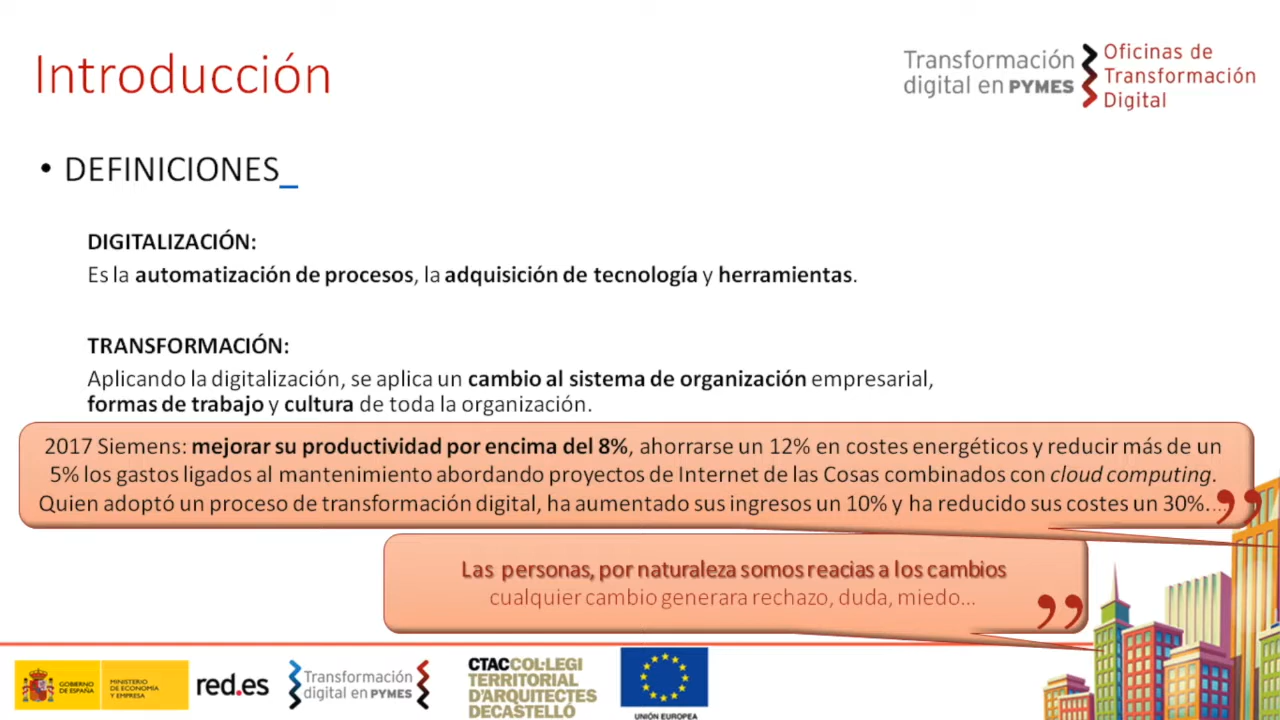 Introducción
Transformación
digital en PYMES
Oficinas de
Transformación
Digital
• DEFINICIONES_
DIGITALIZACIÓN:
Es la automatización de procesos, la adquisición de tecnología y herramientas.
TRANSFORMACIÓN:
Aplicando la digitalización, se aplica un cambio al sistema de organización empresarial,
formas de trabajo y cultura de toda la organización.
2017 Siemens: mejorar su productividad por encima del 8%, ahorrarse un 12% en costes energéticos y reducir más de un
5% los gastos ligados al mantenimiento abordando proyectos de Internet de las Cosas combinados con cloud computing.
Quien adoptó un proceso de transformación digital, ha aumentado sus ingresos un 10% y ha reducido sus costes un 30%....
”
Las personas, por naturaleza somos reacias a los cambios
cualquier cambio generara rechazo, duda, miedo...
”
GOBIERNO
DE ESPAÑA
MINISTERIO
DE ECONOMÍA
Y EMPRESA
red.es
Transformación
digital en PYMES
CTACCOL·LEGI
TERRITORIAL
D'ARQUITECTES
DECASTELLÓ
UNIÓN EUROPEA